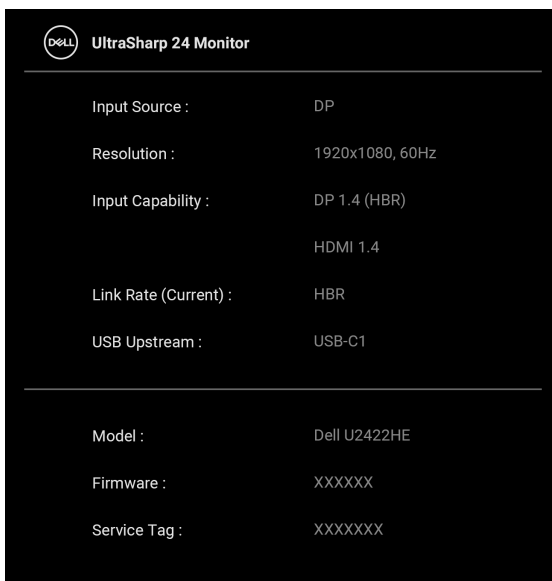 DELL UltraSharp 24 Monitor
Input Source : DP
Resolution : 1920x1080, 60Hz
Input Capability : DP 1.4 (HBR)
HDMI 1.4
Link Rate (Current) : HBR
USB Upstream : USB-C1
Model : Dell U2422HE
Firmware : XXXXXX
Service Tag : XXXXXXX